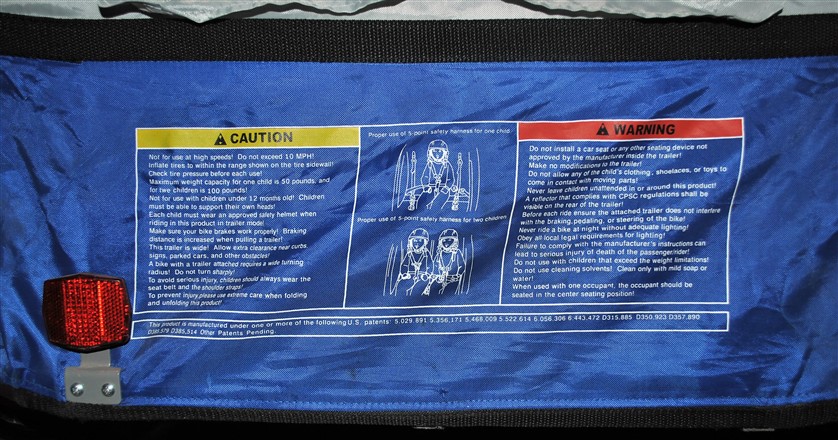 CAUTION
Not for use at high speeds! Do not exceed 10 MPH!
Inflate tires to within the range shown on the tire sidewall!
Check tire pressure before each use!
Maximum weight capacity for one child is 50 pounds, and
for two children is 100 pounds!
Not for use with children under 12 months old! Children
must be able to support their own heads!
Each child must wear an approved safety helmet when
riding in this product in trailer mode!
Make sure your bike brakes work properly! Braking
distance is increased when pulling a trailer!
This trailer is wide! Allow extra clearance near curbs,
signs, parked cars, and other obstacles!
A bike with a trailer attached requires a wide turning
radius! Do not turn sharply!
To avoid serious injury, children should always wear the
seat belt and the shoulder straps!
To prevent injury please use extreme care when folding
and unfolding this product!
Proper use of 5-point safety harness for one child.
Proper use of 5-point safety harness for two children
WARNING
Do not install a car seat or any other seating device not
approved by the manufacturer inside the trailer!
Make no modifications to the trailer!
Do not allow any of the child's clothing, shoelaces, or toys to
come in contact with moving parts!
Never leave children unattended in or around this product!
A reflector that complies with CPSC regulations shall be
visible on the rear of the trailer!
Before each ride ensure the attached trailer does not interfere
with the braking, pedaling, or steering of the bike!
Never ride a bike at night without adequate lighting!
Obey all local legal requirements for lighting!
Failure to comply with the manufacturer's instructions can
lead to serious injury of death of the passenger/rider!
Do not use with children that exceed the weight limitations!
Do not use cleaning solvents! Clean only with mild soap or
water!
When used with one occupant, the occupant should be
seated in the center seating position!
This product is manufactured under one or more of the following U.S. patents: 5,029,891 5,356,171 5,468,009 5,522,614 6,056,306 6,443,472 D315,885 D350,923 D357,890
D385,579 D385,514 Other Patents Pending.